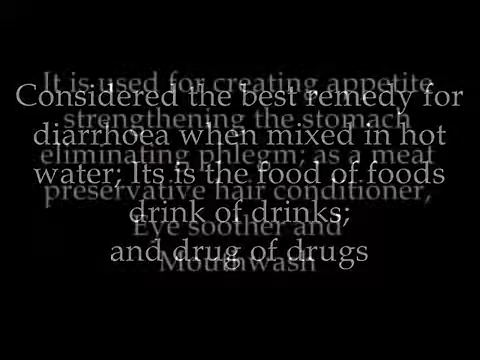 It is used for creating appetite
strengthening the stomach
eliminating phlegm; as a meat
preservative hair conditioner,
Eye soother and
Mouthwash
Considered the best remedy for
diarrhoea when mixed in hot
water; Its is the food of foods
drink of drinks;
and drug of drugs